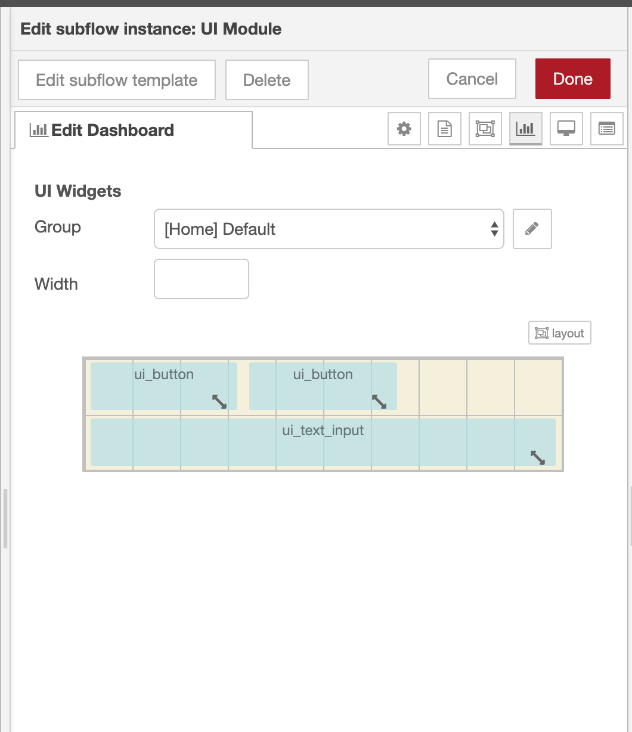 Edit subflow instance: UI Module
Edit subflow template
Delete
Cancel
Done
Edit Dashboard
UI Widgets
Group
[Home] Default
Width
layout
ui_button
ui_button
ui_text_input